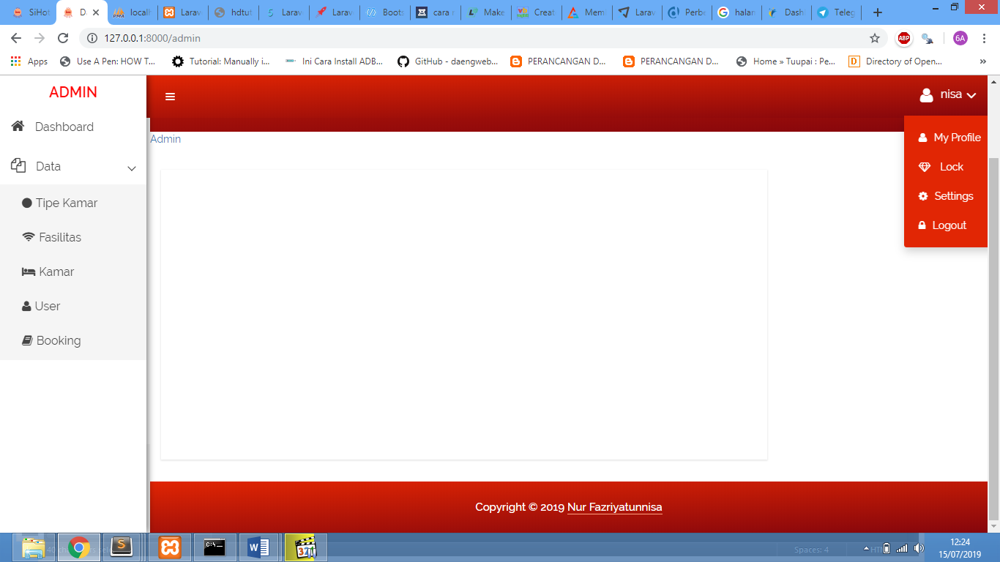 SiHot
D
locall
Larav
hdtut
Larav
Larav
Boots
cara r
Make
Creat
Mem
Larav
Perbe
halan
Dash
Teleg
127.0.0.1:8000/admin
ABP
6A
Apps
Use A Pen: HOW T...
Tutorial: Manually i...
Ini Cara Install ADB...
GitHub - daengweb...
PERANCANGAN D...
PERANCANGAN D...
Home » Tuupai : Pe...
Directory of Open...
»
ADMIN
nisa
Dashboard
Admin
My Profile
Data
Lock
Settings
Tipe Kamar
Logout
Fasilitas
Kamar
User
Booking
Copyright © 2019 Nur Fazriyatunnisa
Spaces: 4
12:24
15/07/2019